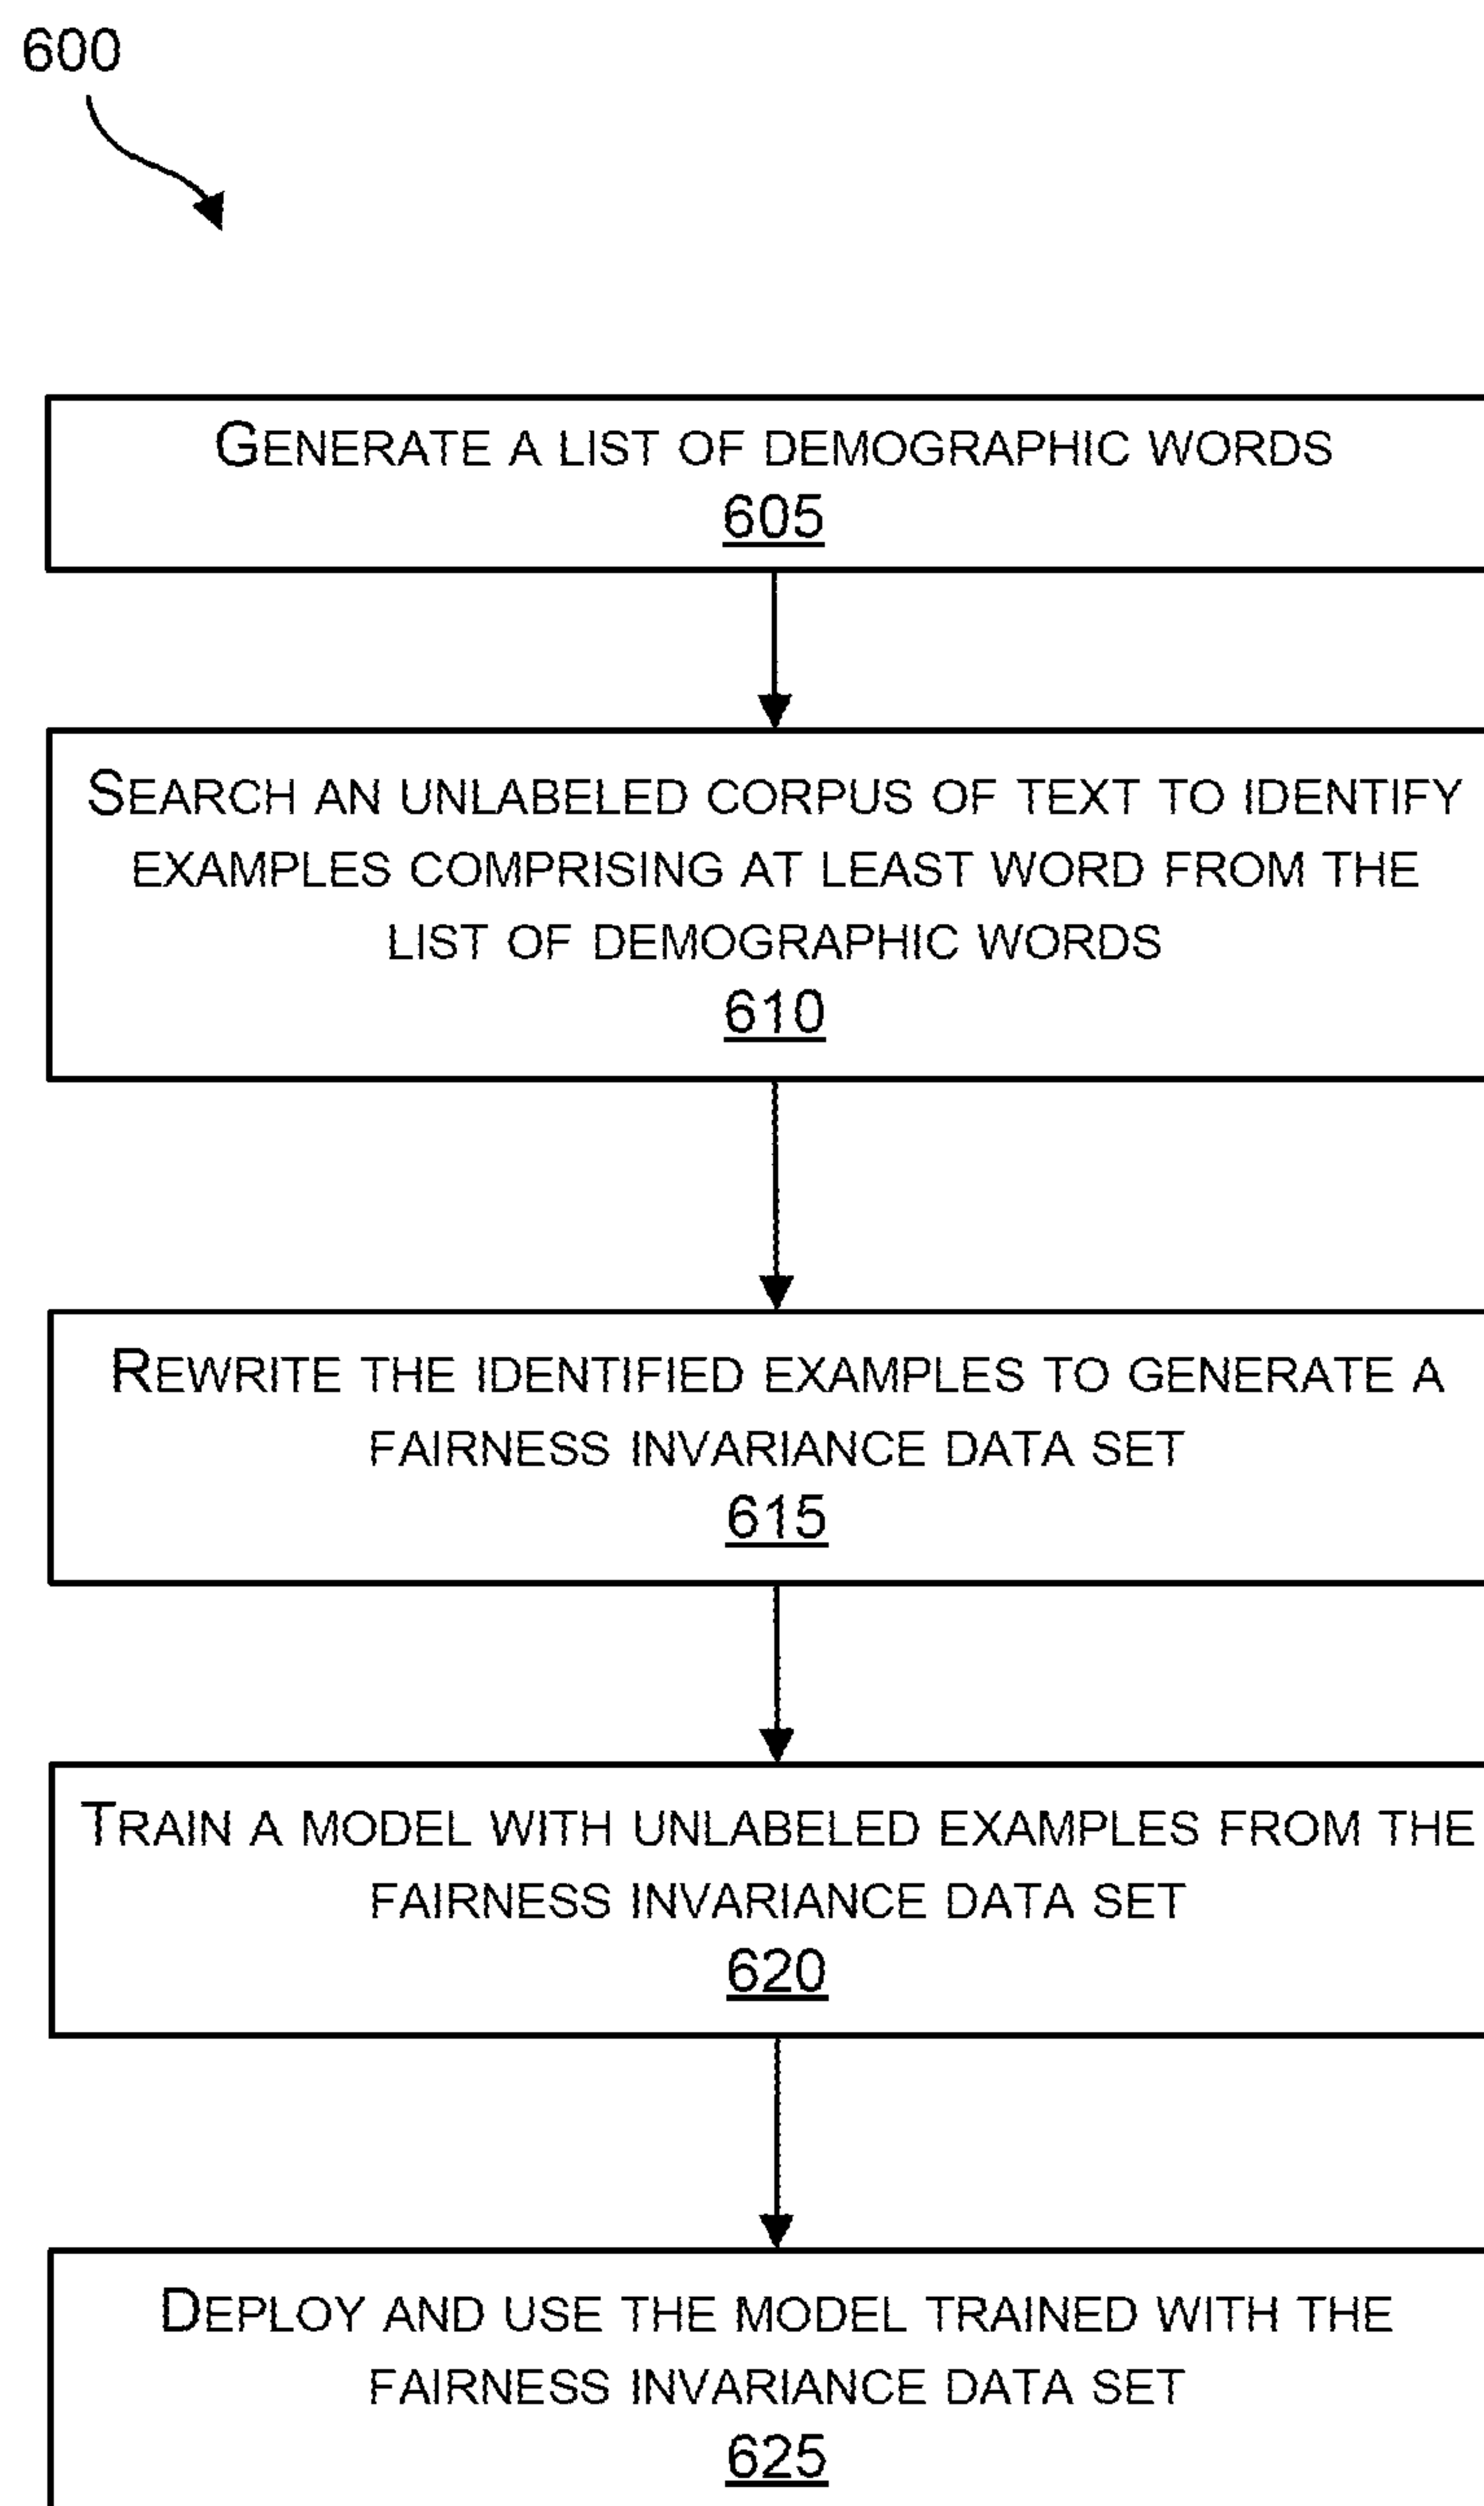 600
GENERATE A LIST OF DEMOGRAPHIC WORDS
605
SEARCH AN UNLABELED CORPUS OF TEXT TO IDENTIFY
EXAMPLES COMPRISING AT LEAST WORD FROM THE
LIST OF DEMOGRAPHIC WORDS
610
REWRITE THE IDENTIFIED EXAMPLES TO GENERATE A
FAIRNESS INVARIANCE DATA SET
615
TRAIN A MODEL WITH UNLABELED EXAMPLES FROM THE
FAIRNESS INVARIANCE DATA SET
620
DEPLOY AND USE THE MODEL TRAINED WITH THE
FAIRNESS INVARIANCE DATA SET
625